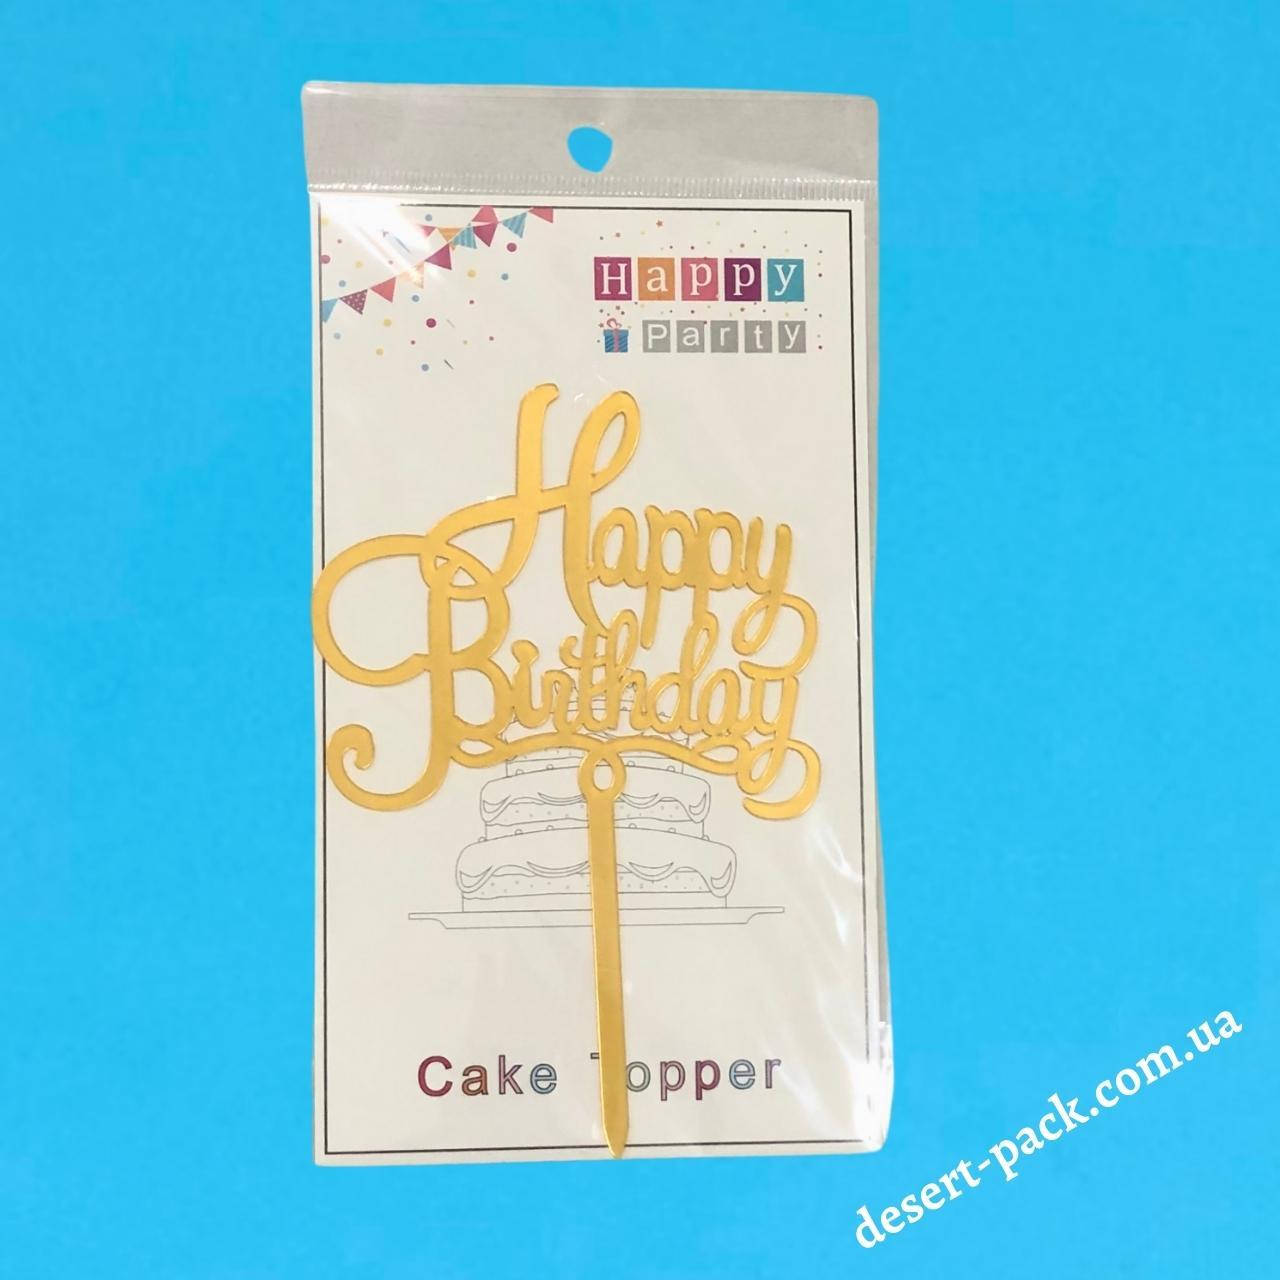 Happy
Party
Happy
Birthday
Cake Topper
desert-pack.com.ua